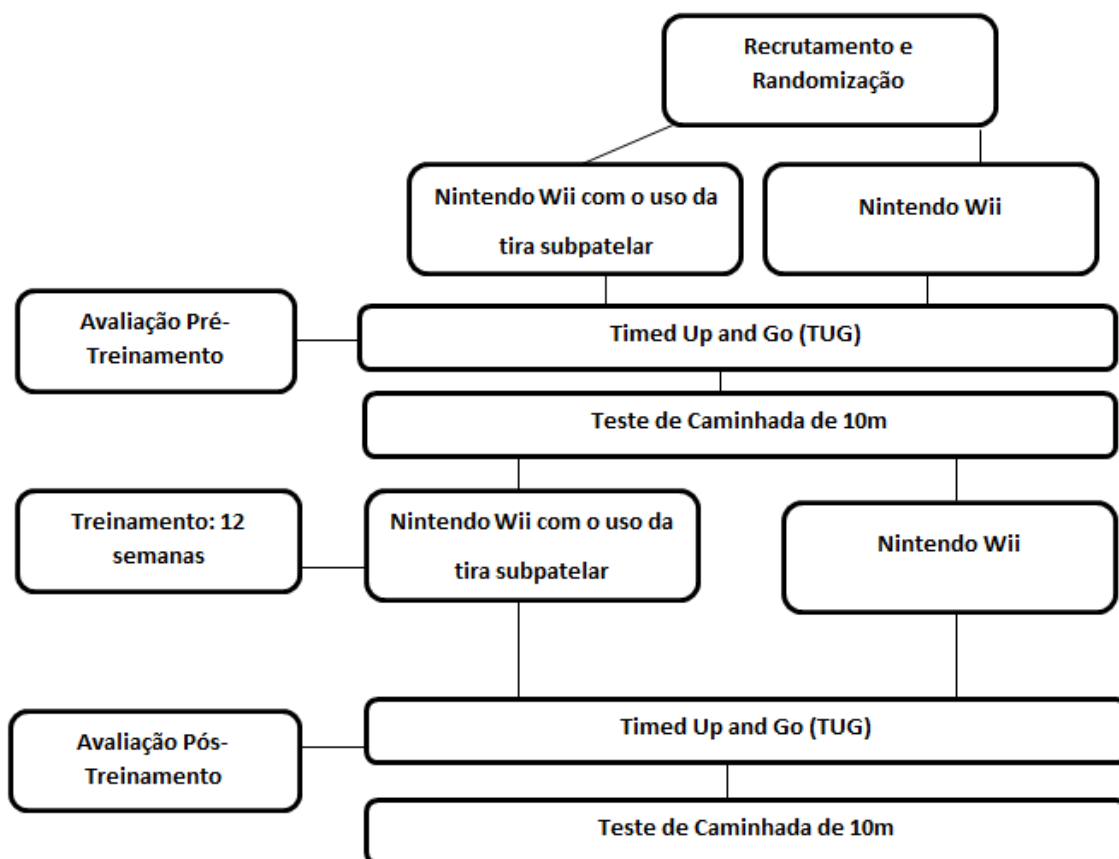 Recrutamento e
Randomização
Nintendo Wii com o uso da
tira subpatelar
Nintendo Wii
Avaliação Pré-
Treinamento
Timed Up and Go (TUG)
Teste de Caminhada de 10m
Treinamento: 12
semanas
Nintendo Wii com o uso da
tira subpatelar
Nintendo Wii
Avaliação Pós-
Treinamento
Timed Up and Go (TUG)
Teste de Caminhada de 10m